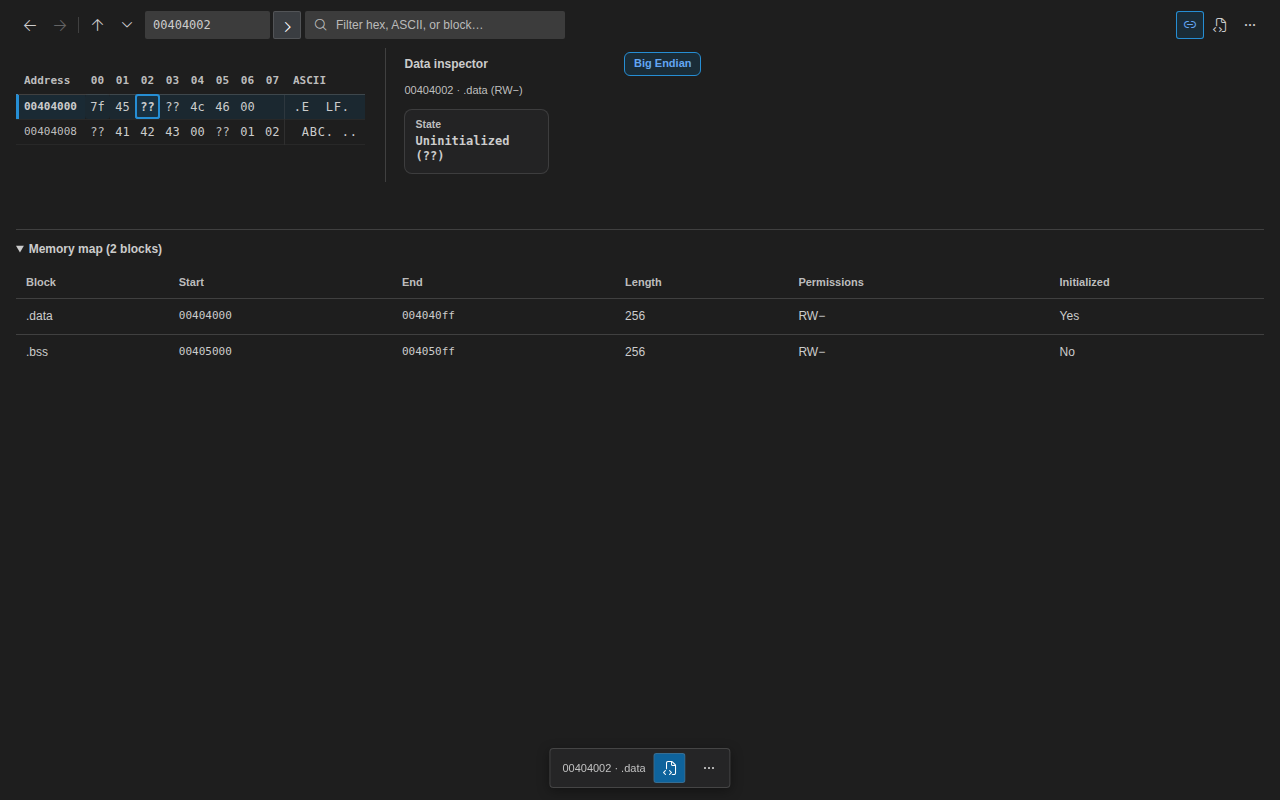 00404002
Filter hex, ASCII, or block…
Data inspector
Big Endian
00404002 · .data (RW−)
State
Uninitialized
(??)
Address 00 01 02 03 04 05 06 07 ASCII
00404000 7f 45 ?? ?? 4c 46 00 .E  LF.
00404008 ?? 41 42 43 00 ?? 01 02 ABC. ..
Memory map (2 blocks)
Block Start End Length Permissions Initialized
.data 00404000 004040ff 256 RW− Yes
.bss 00405000 004050ff 256 RW− No
00404002 · .data